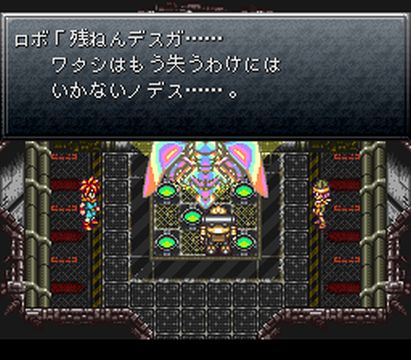 ロボ「残ねんデスガ……
ワタシはもう失うわけには
いかないノデス……。